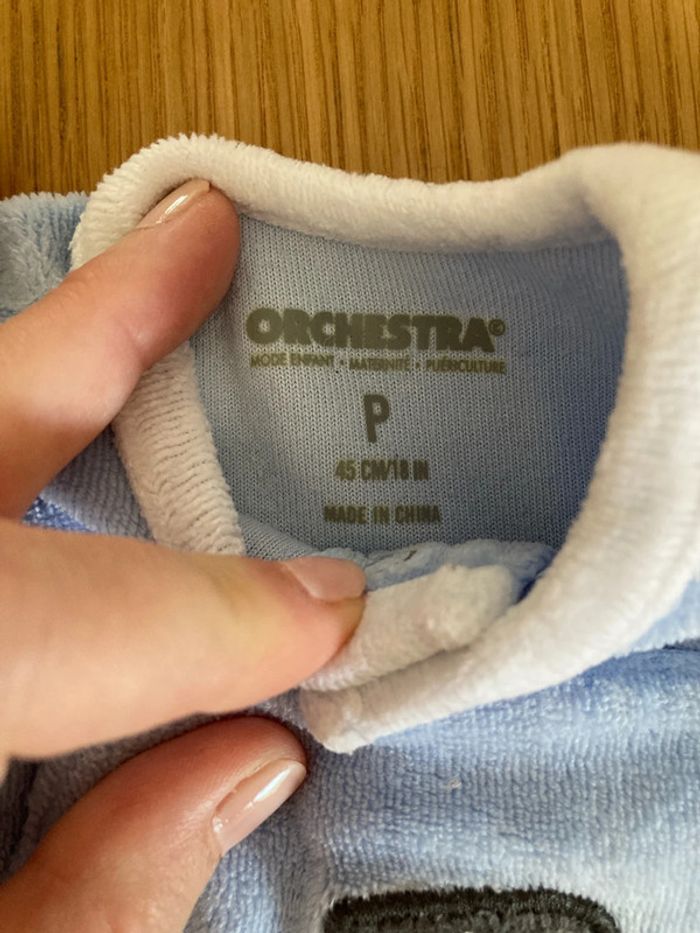 ORCHESTRA®
MODE ENFANT • MATERNITÉ • PUÉRICULTURE
P
45 CM/18 IN
MADE IN CHINA